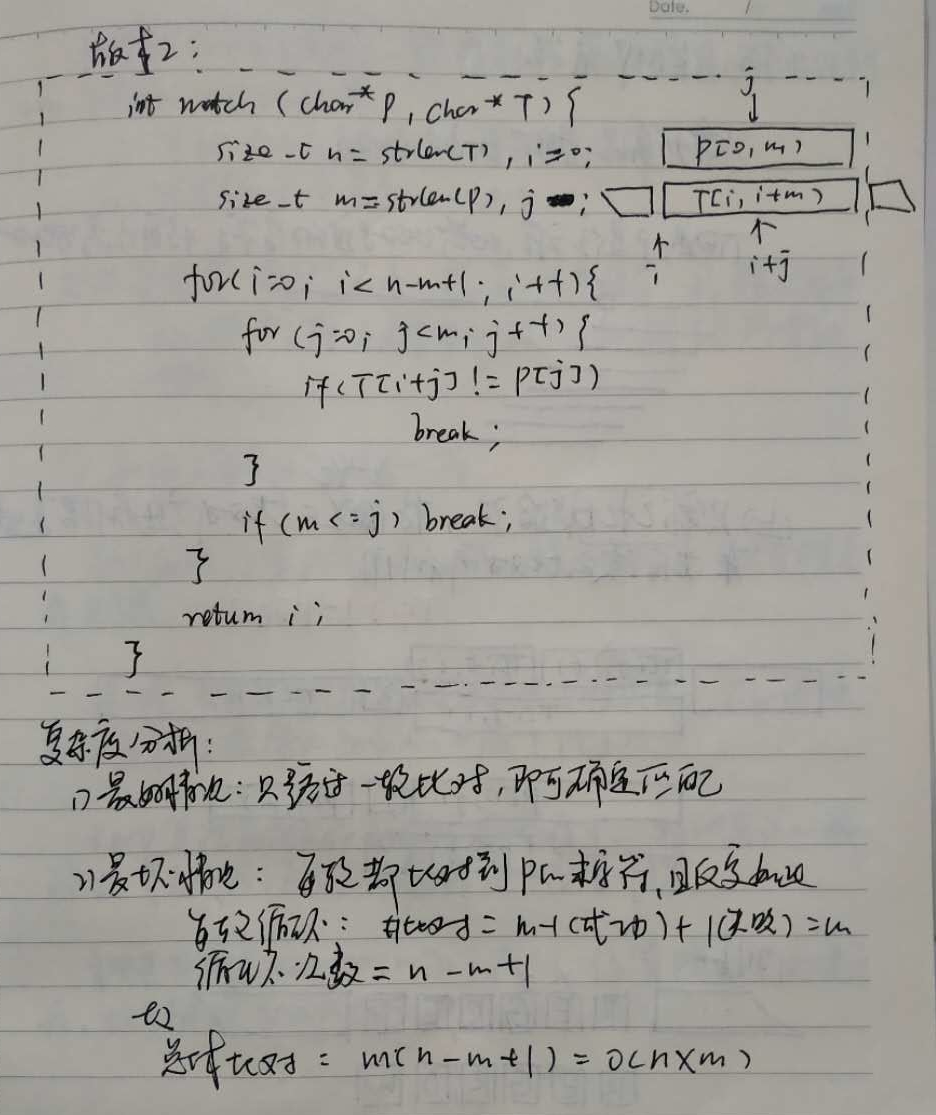 Date. /
版本2:
int match (char* P, char* T) {
size_t n = strlen(T), i=0;
size_t m = strlen(P), j ;
j
P[0, m)
T[i, i+m)
i
i+j
for(i=0; i < n-m+1; i++){
for (j=0; j<m; j++) {
if (T[i+j] != P[j])
break;
}
if (m <= j) break;
}
return i;
}
复杂度分析:
1) 最好情况: 只经过一轮比对, 即可确定匹配
2) 最坏情况: 每轮都比对到P的末字符, 且反复如此
每轮循环: #比对 = m-1(成功) + 1(失败) = m
循环次数 = n - m+1
故
总体比对 = m(n-m+1) = O(n×m)